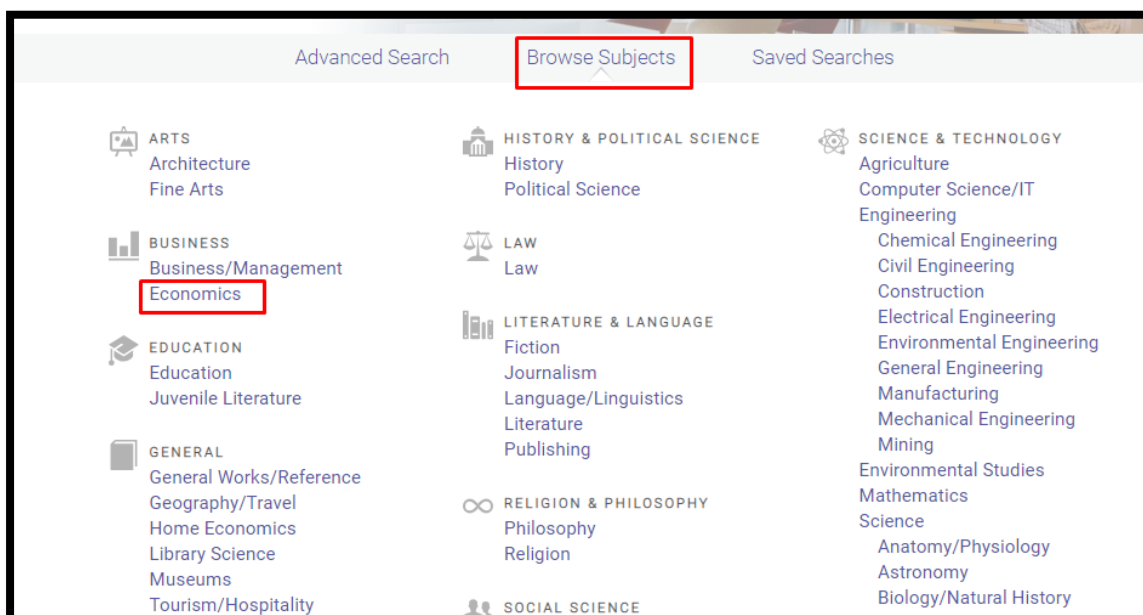 Advanced Search
Browse Subjects
Saved Searches
ARTS
Architecture
Fine Arts
BUSINESS
Business/Management
Economics
EDUCATION
Education
Juvenile Literature
GENERAL
General Works/Reference
Geography/Travel
Home Economics
Library Science
Museums
Tourism/Hospitality
HISTORY & POLITICAL SCIENCE
History
Political Science
LAW
Law
LITERATURE & LANGUAGE
Fiction
Journalism
Language/Linguistics
Literature
Publishing
RELIGION & PHILOSOPHY
Philosophy
Religion
SOCIAL SCIENCE
SCIENCE & TECHNOLOGY
Agriculture
Computer Science/IT
Engineering
Chemical Engineering
Civil Engineering
Construction
Electrical Engineering
Environmental Engineering
General Engineering
Manufacturing
Mechanical Engineering
Mining
Environmental Studies
Mathematics
Science
Anatomy/Physiology
Astronomy
Biology/Natural History